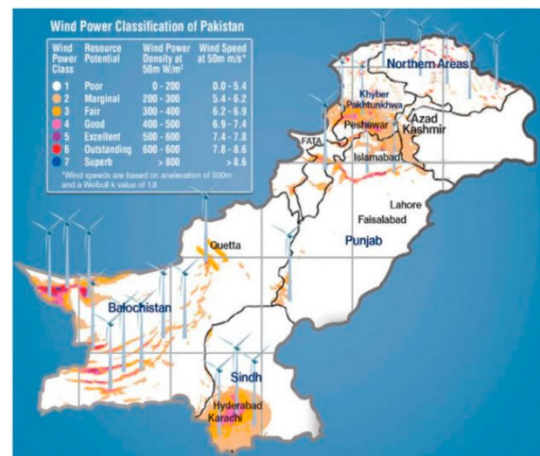 Wind Power Classification of Pakistan
Wind Power Class Resource Potential Wind Power Density at 50m W/m² Wind Speed at 50m m/s*
1 Poor 0 - 200 0.0 - 5.4
2 Marginal 200 - 300 5.4 - 6.2
3 Fair 300 - 400 6.2 - 6.9
4 Good 400 - 500 6.9 - 7.4
5 Excellent 500 - 600 7.4 - 7.8
6 Outstanding 600 - 600 7.8 - 8.6
7 Superb > 800 > 8.6
*Wind speeds are based on anelevation of 500m
and a Weibull k value of 1.8
Northern Areas
Khyber
Pakhtunkhwa
Peshewar
Azad
Kashmir
FATA
Islamabad
Lahore
Faisalabad
Punjab
Quetta
Balochistan
Sindh
Hyderabad
Karachi